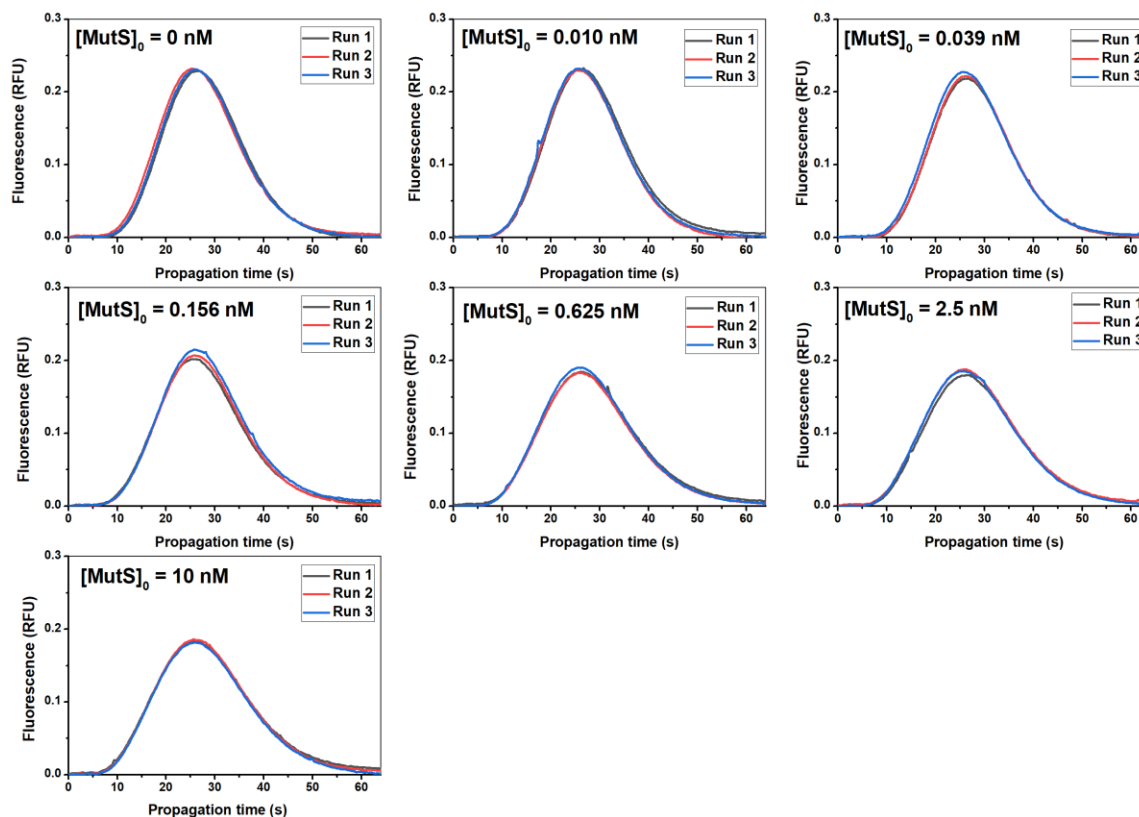 [MutS]₀ = 0 nM
Run 1
Run 2
Run 3
Fluorescence (RFU)
0.3
0.2
0.1
0.0
0 10 20 30 40 50 60
Propagation time (s)
[MutS]₀ = 0.010 nM
Run 1
Run 2
Run 3
Fluorescence (RFU)
0.3
0.2
0.1
0.0
0 10 20 30 40 50 60
Propagation time (s)
[MutS]₀ = 0.039 nM
Run 1
Run 2
Run 3
Fluorescence (RFU)
0.3
0.2
0.1
0.0
0 10 20 30 40 50 60
Propagation time (s)
[MutS]₀ = 0.156 nM
Run 1
Run 2
Run 3
Fluorescence (RFU)
0.3
0.2
0.1
0.0
0 10 20 30 40 50 60
Propagation time (s)
[MutS]₀ = 0.625 nM
Run 1
Run 2
Run 3
Fluorescence (RFU)
0.3
0.2
0.1
0.0
0 10 20 30 40 50 60
Propagation time (s)
[MutS]₀ = 2.5 nM
Run 1
Run 2
Run 3
Fluorescence (RFU)
0.3
0.2
0.1
0.0
0 10 20 30 40 50 60
Propagation time (s)
[MutS]₀ = 10 nM
Run 1
Run 2
Run 3
Fluorescence (RFU)
0.3
0.2
0.1
0.0
0 10 20 30 40 50 60
Propagation time (s)